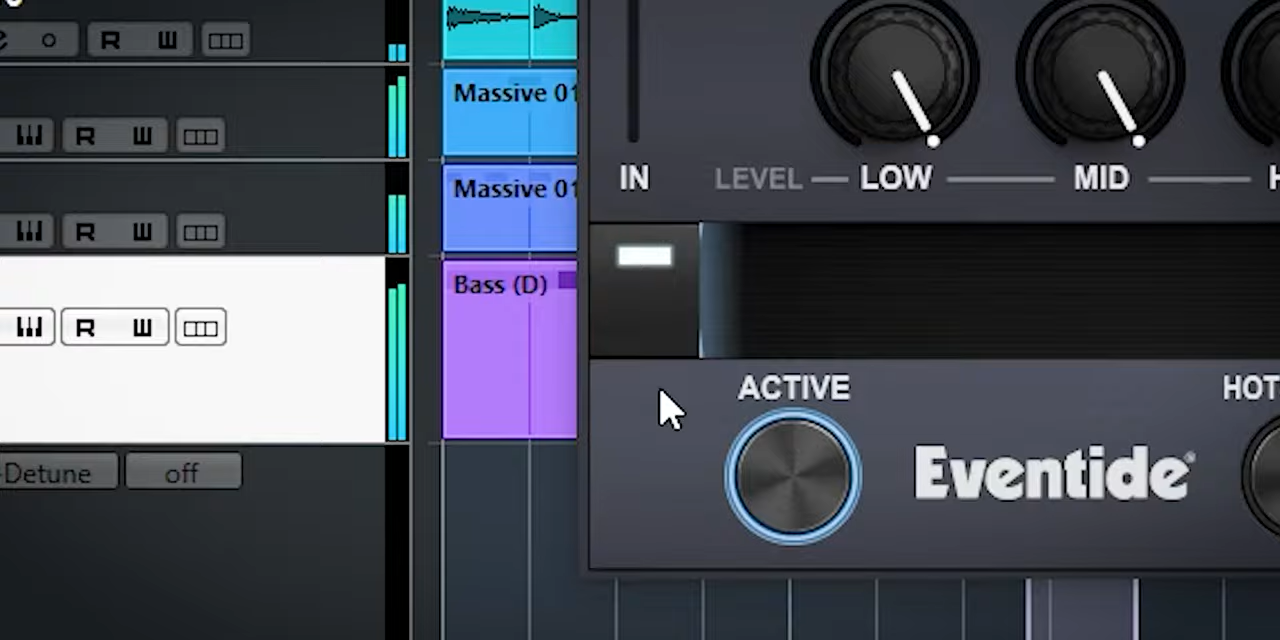 R W
Massive 01
R W
IN
LEVEL LOW MID H
Massive 01
R W
Bass (D)
R W
ACTIVE
HOT
Eventide®
-Detune off